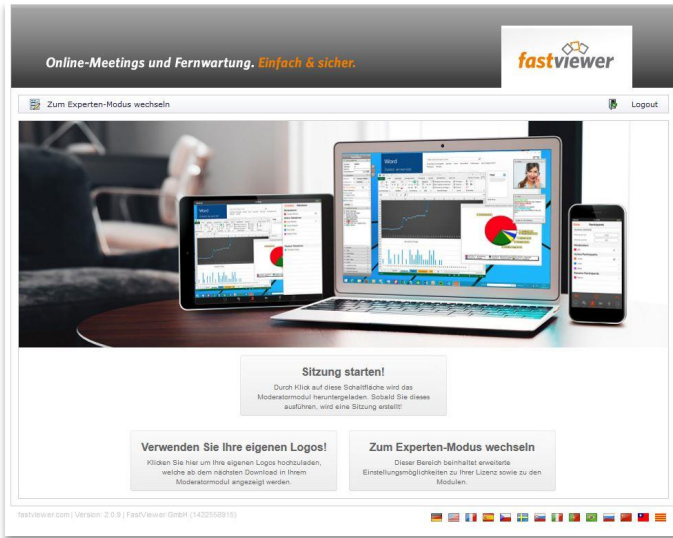 Online-Meetings und Fernwartung. Einfach & sicher.
fastviewer
Zum Experten-Modus wechseln
Logout
Word
Word
Sitzung starten!
Durch Klick auf diese Schaltfläche wird das
Moderatormodul heruntergeladen. Sobald Sie dieses
ausführen, wird eine Sitzung erstellt!
Verwenden Sie Ihre eigenen Logos!
Klicken Sie hier um Ihre eigenen Logos hochzuladen,
welche ab dem nächsten Download in Ihrem
Moderatormodul angezeigt werden.
Zum Experten-Modus wechseln
Dieser Bereich beinhaltet erweiterte
Einstellungsmöglichkeiten zu Ihrer Lizenz sowie zu den
Modulen.
fastviewer.com | Version: 2.0.9 | FastViewer GmbH